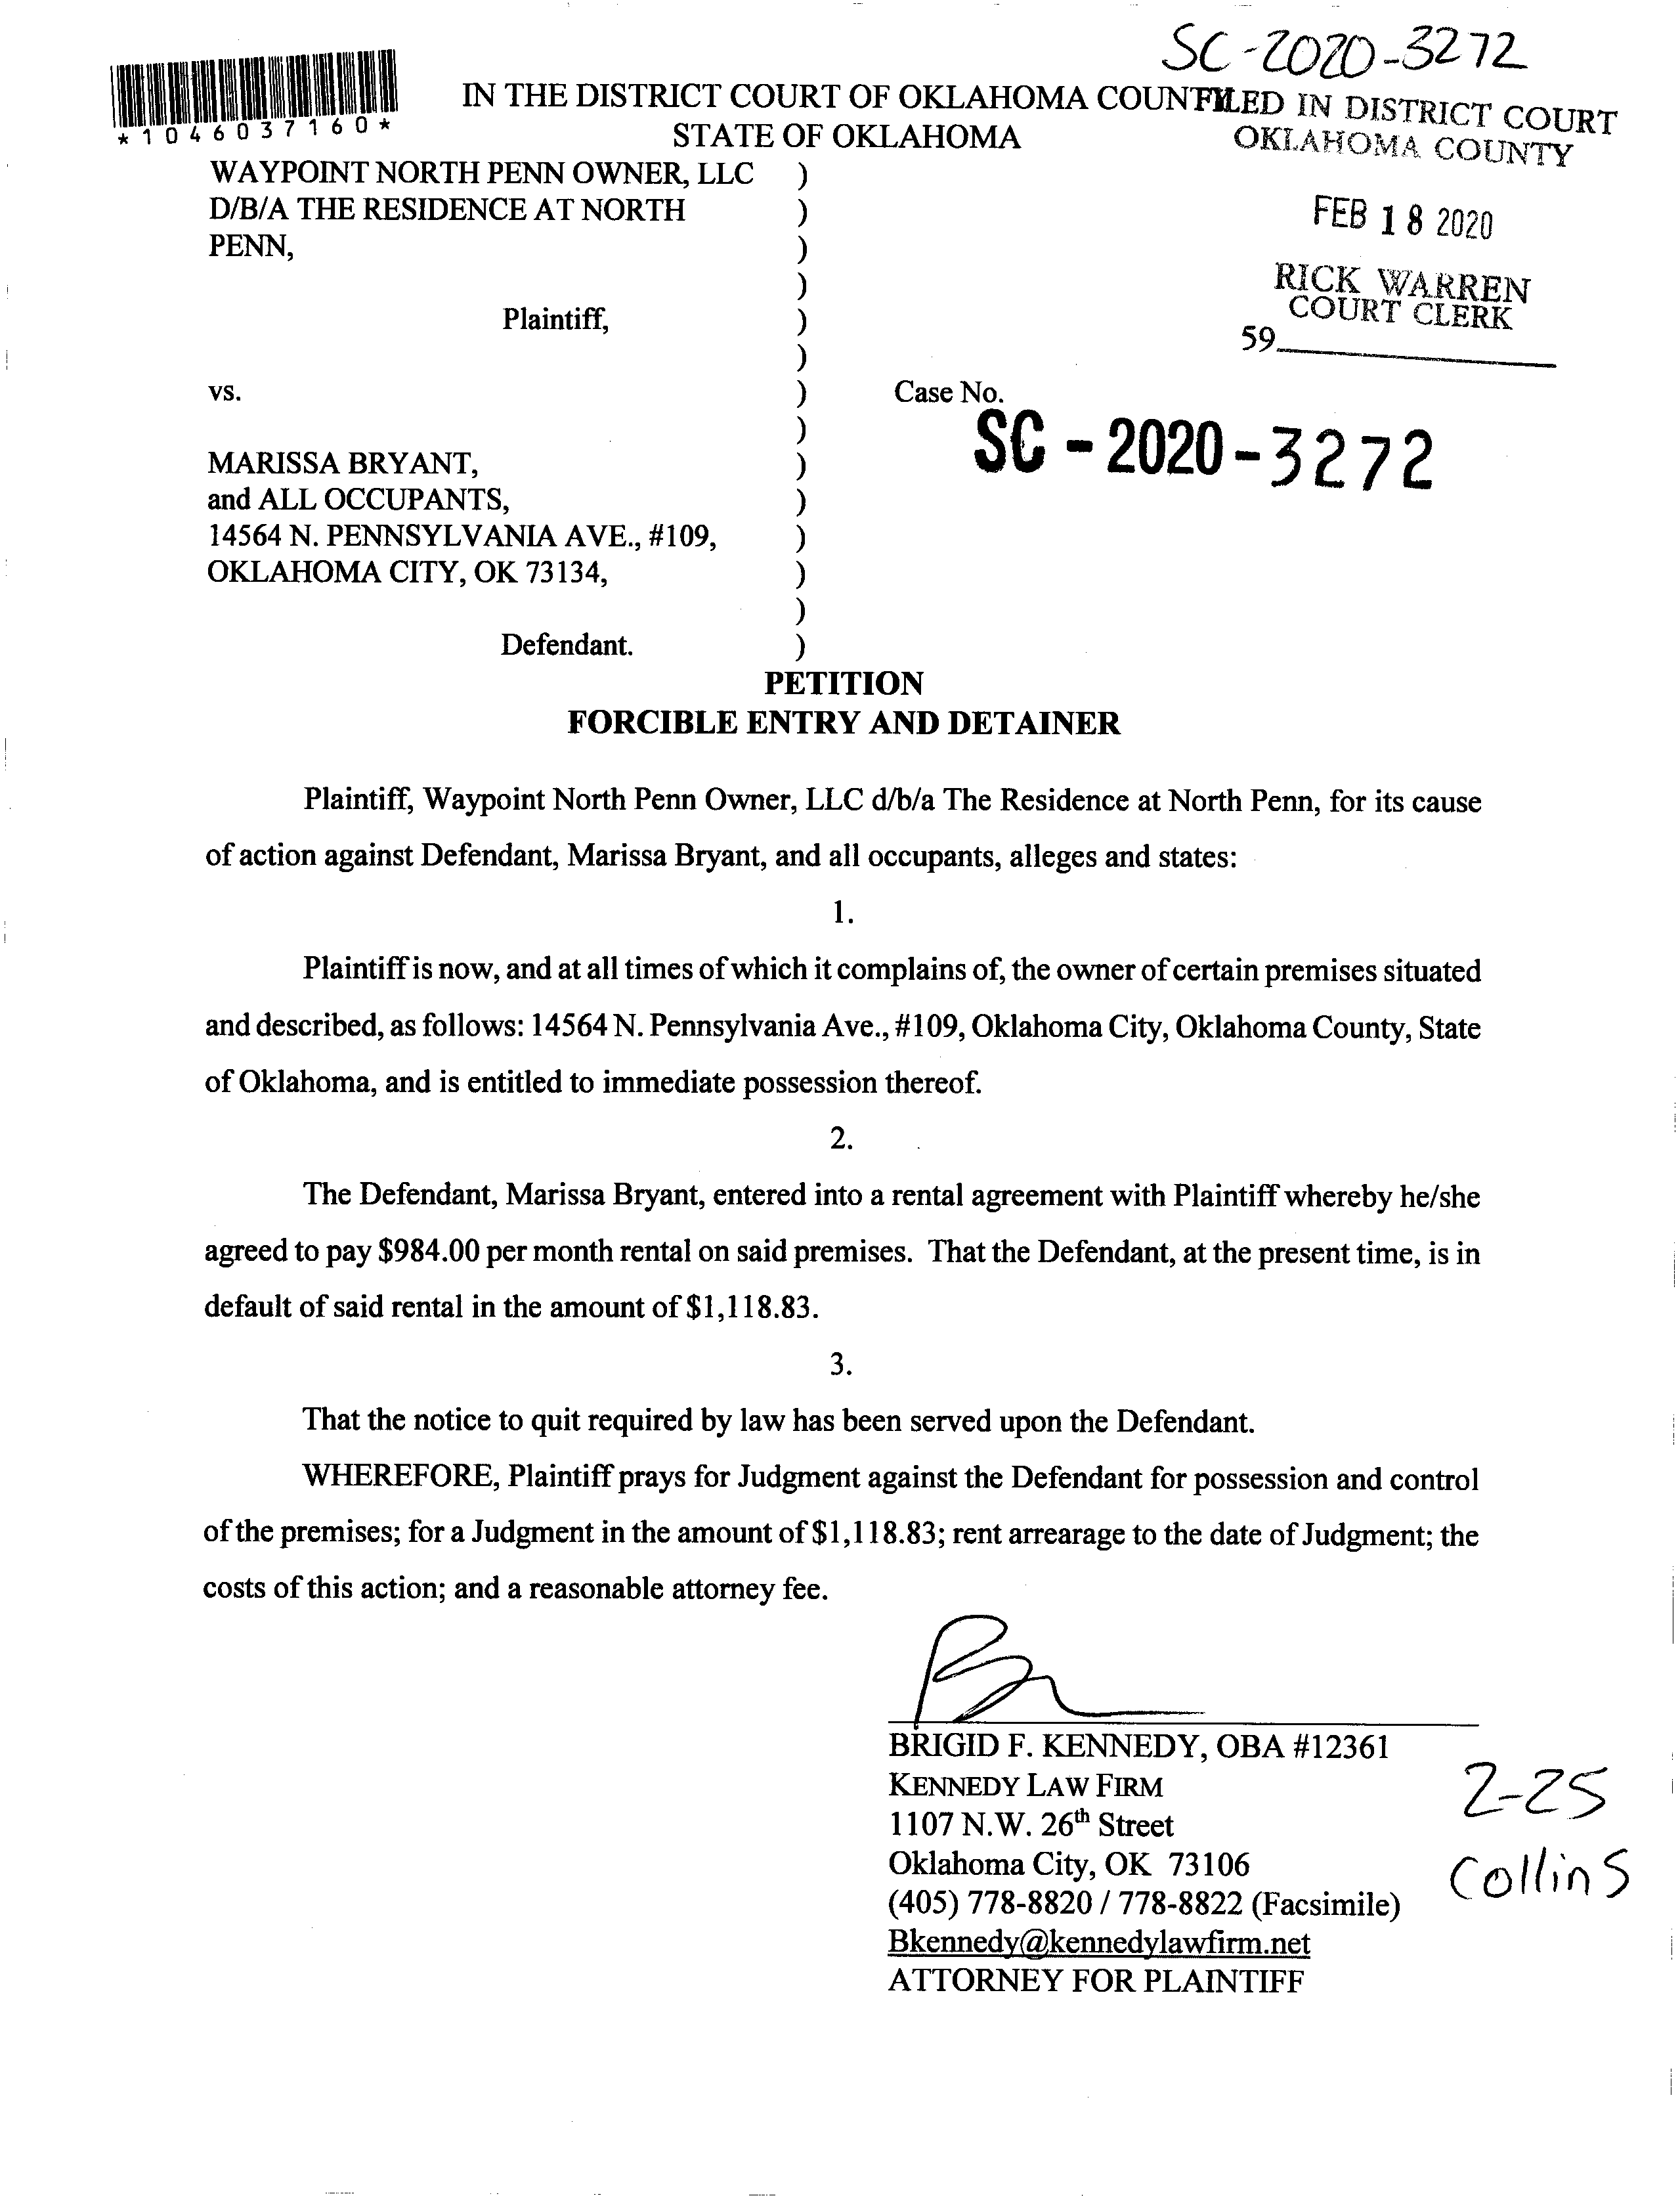 SC-2020-3272
*1046037160*
IN THE DISTRICT COURT OF OKLAHOMA COUNTY
FILED IN DISTRICT COURT
STATE OF OKLAHOMA
OKLAHOMA COUNTY
WAYPOINT NORTH PENN OWNER, LLC )
D/B/A THE RESIDENCE AT NORTH )
PENN, )
FEB 18 2020
)
RICK WARREN
COURT CLERK
Plaintiff, )
59
)
vs. ) Case No.
)
SC-2020-3272
MARISSA BRYANT, )
and ALL OCCUPANTS, )
14564 N. PENNSYLVANIA AVE., #109, )
OKLAHOMA CITY, OK 73134, )
)
Defendant. )
PETITION
FORCIBLE ENTRY AND DETAINER
Plaintiff, Waypoint North Penn Owner, LLC d/b/a The Residence at North Penn, for its cause
of action against Defendant, Marissa Bryant, and all occupants, alleges and states:
1.
Plaintiff is now, and at all times of which it complains of, the owner of certain premises situated
and described, as follows: 14564 N. Pennsylvania Ave., #109, Oklahoma City, Oklahoma County, State
of Oklahoma, and is entitled to immediate possession thereof.
2.
The Defendant, Marissa Bryant, entered into a rental agreement with Plaintiff whereby he/she
agreed to pay $984.00 per month rental on said premises. That the Defendant, at the present time, is in
default of said rental in the amount of $1,118.83.
3.
That the notice to quit required by law has been served upon the Defendant.
WHEREFORE, Plaintiff prays for Judgment against the Defendant for possession and control
of the premises; for a Judgment in the amount of $1,118.83; rent arrearage to the date of Judgment; the
costs of this action; and a reasonable attorney fee.
BRIGID F. KENNEDY, OBA #12361
KENNEDY LAW FIRM
1107 N.W. 26th Street
Oklahoma City, OK 73106
(405) 778-8820 / 778-8822 (Facsimile)
Bkennedy@kennedylawfirm.net
ATTORNEY FOR PLAINTIFF
2-25
Collins